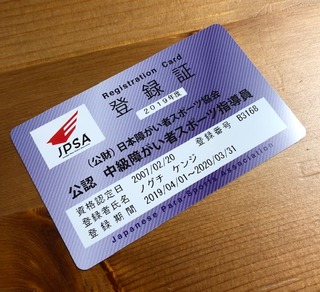 Registration Card
登録証
2019年度
JPSA
(公財)日本障がい者スポーツ協会
公認 中級障がい者スポーツ指導員
登録番号 B3168
資格認定日 2007/02/20
登録者氏名 ノグチ ケンジ
登録期間 2019/04/01~2020/03/31
Japanese Para-Sports Association